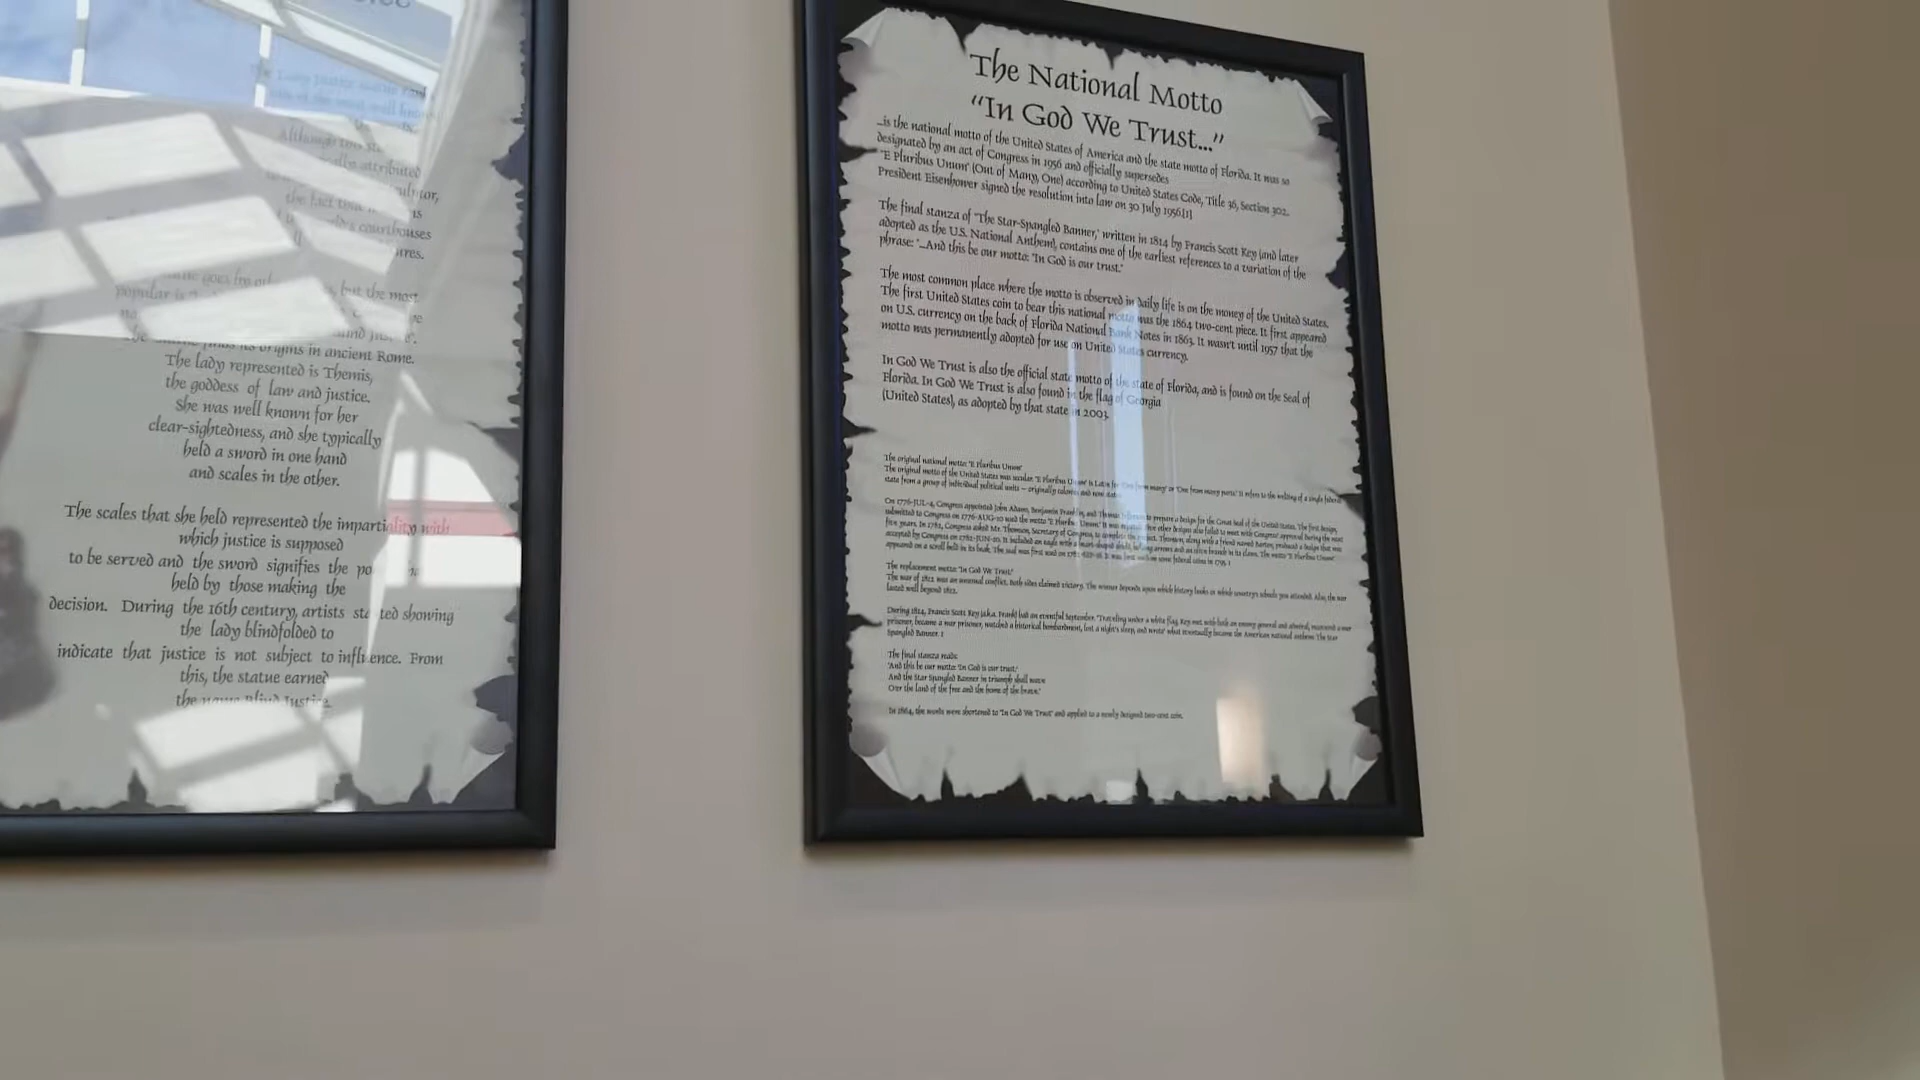 The Lady Justice statue
Although
attributed
the fact that
courthouses
but the most
popular is
its origins in ancient Rome.
The lady represented is Themis,
the goddess of law and justice.
She was well known for her
clear-sightedness, and she typically
held a sword in one hand
and scales in the other.
The scales that she held represented the impartiality with
which justice is supposed
to be served and the sword signifies the
held by those making the
decision. During the 16th century, artists started showing
the lady blindfolded to
indicate that justice is not subject to influence. From
this, the statue earned
the name Blind Justice.
The National Motto
"In God We Trust..."
...is the national motto of the United States of America and the state motto of Florida. It was so
designated by an act of Congress in 1956 and officially supersedes
"E Pluribus Unum" (Out of Many, One) according to United States Code, Title 36, Section 302.
President Eisenhower signed the resolution into law on 30 July 1956[1]
The final stanza of "The Star-Spangled Banner," written in 1814 by Francis Scott Key (and later
adopted as the U.S. National Anthem), contains one of the earliest references to a variation of the
phrase: "...And this be our motto: "In God is our trust."
The most common place where the motto is observed in daily life is on the money of the United States.
The first United States coin to bear this national motto was the 1864 two-cent piece. It first appeared
on U.S. currency on the back of Florida National Bank Notes in 1863. It wasn't until 1957 that the
motto was permanently adopted for use on United States currency.
In God We Trust is also the official state motto of the state of Florida, and is found on the Seal of
Florida. In God We Trust is also found in the flag of Georgia
(United States), as adopted by that state in 2003.
The original national motto: "E Pluribus Unum"
The original motto of the United States was secular. "E Pluribus Unum" is Latin for "One from many" or "One from many parts." It refers to the welding of a single federal
state from a group of individual political units -- originally colonies and now states.
On 1776-JUL-4, Congress appointed John Adams, Benjamin Franklin, and Thomas Jefferson to prepare a design for the Great Seal of the United States. The first design,
submitted to Congress on 1776-AUG-20 used the motto "E Pluribus Unum." It was rejected. Five other designs also failed to meet with Congress' approval during the next
five years. In 1782, Congress asked Mr. Thomson, Secretary of Congress, to complete the project. Thomson, along with a friend named Barton, produced a design that was
accepted by Congress on 1782-JUN-20. It included an eagle with a heart-shaped shield, holding arrows and an olive branch in its claws. The motto "E Pluribus Unum"
appeared on a scroll held in its beak. The seal was first used on 1782-SEP-16. It was first used on some federal coins in 1795. 1
The replacement motto: "In God We Trust."
The war of 1812 was an unusual conflict. Both sides claimed victory. The winner depends upon which history books or which country's schools you attended. Also, the war
lasted well beyond 1812.
During 1814, Francis Scott Key (a.k.a. Frank) had an eventful September. "Traveling under a white flag, Key met with both an enemy general and admiral, maneuvered a war
prisoner, became a war prisoner, watched a historical bombardment, lost a night's sleep, and wrote" what eventually became the American national anthem: The Star
Spangled Banner. 1
The final stanza reads:
"And this be our motto: "In God is our trust;"
And the Star Spangled Banner in triumph shall wave
Over the land of the free and the home of the brave."
In 1864, the words were shortened to "In God We Trust" and applied to a newly designed two-cent coin.